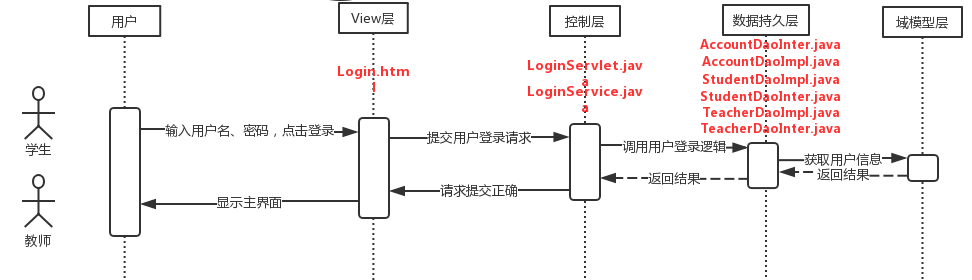 用户
View层
控制层
数据持久层
域模型层
Login.htm
l
LoginServlet.jav
a
LoginService.jav
a
AccountDaoInter.java
AccountDaoImpl.java
StudentDaoImpl.java
StudentDaoInter.java
TeacherDaoImpl.java
TeacherDaoInter.java
学生
教师
输入用户名、密码，点击登录
提交用户登录请求
调用用户登录逻辑
获取用户信息
返回结果
返回结果
请求提交正确
显示主界面